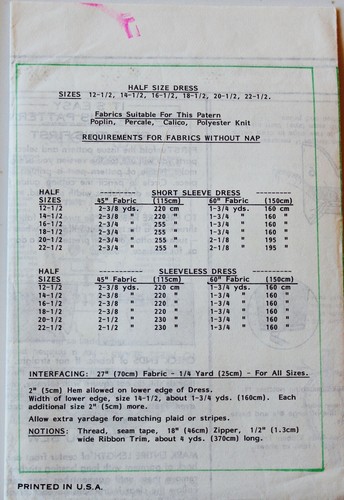 HALF SIZE DRESS
SIZES 12-1/2, 14-1/2, 16-1/2, 18-1/2, 20-1/2, 22-1/2.
Fabrics Suitable For This Patern
Poplin, Percale, Calico, Polyester Knit
REQUIREMENTS FOR FABRICS WITHOUT NAP
HALF ---------- SHORT SLEEVE DRESS ----------
SIZES 45" Fabric (115cm) 60" Fabric (150cm)
12-1/2 2-3/8 yds. 220 cm 1-3/4 yds. 160 cm
14-1/2 2-3/8 " 220 " 1-3/4 " 160 "
16-1/2 2-3/4 " 255 " 1-3/4 " 160 "
18-1/2 2-3/4 " 255 " 1-3/4 " 160 "
20-1/2 2-3/4 " 255 " 2-1/8 " 195 "
22-1/2 2-3/4 " 255 " 2-1/8 " 195 "
HALF ---------- SLEEVELESS DRESS ----------
SIZES 45" Fabric (115cm) 60" Fabric (150cm)
12-1/2 2-3/8 yds. 220 cm 1-3/4 yds. 160 cm
14-1/2 2-3/8 " 220 " 1-3/4 " 160 "
16-1/2 2-3/8 " 220 " 1-3/4 " 160 "
18-1/2 2-3/8 " 220 " 1-3/4 " 160 "
20-1/2 2-1/2 " 230 " 1-3/4 " 160 "
22-1/2 2-1/2 " 230 " 1-3/4 " 160 "
INTERFACING: 27" (70cm) Fabric - 1/4 Yard (25cm) - For All Sizes.
2" (5cm) Hem allowed on lower edge of Dress.
Width of lower edge, size 14-1/2, about 1-3/4 yds. (160cm). Each
additional size 2" (5cm) more.
Allow extra yardage for matching plaid or stripes.
NOTIONS: Thread, seam tape, 18" (46cm) Zipper, 1/2" (1.3cm)
wide Ribbon Trim, about 4 yds. (370cm) long.
PRINTED IN U.S.A.